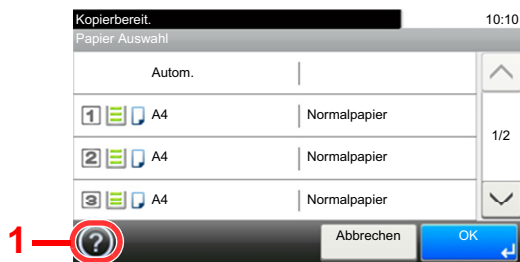 Kopierbereit. 10:10
Papier Auswahl
Autom.
1 A4 Normalpapier
2 A4 Normalpapier
3 A4 Normalpapier
1/2
1 ? Abbrechen OK